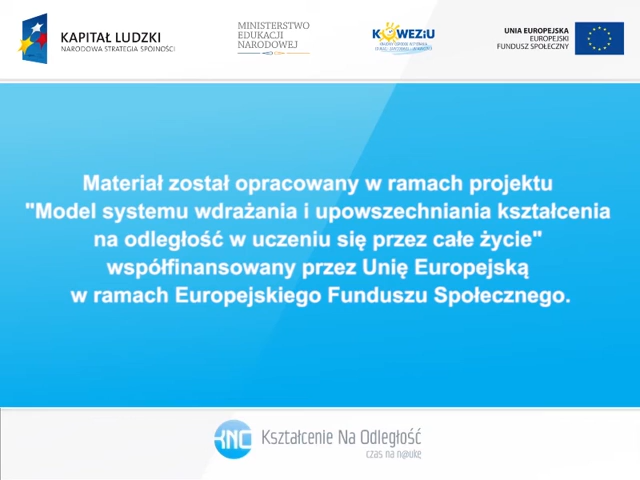 KAPITAŁ LUDZKI
NARODOWA STRATEGIA SPÓJNOŚCI
MINISTERSTWO
EDUKACJI
NARODOWEJ
KOWEZiU
UNIA EUROPEJSKA
EUROPEJSKI
FUNDUSZ SPOŁECZNY
Materiał został opracowany w ramach projektu
"Model systemu wdrażania i upowszechniania kształcenia
na odległość w uczeniu się przez całe życie"
współfinansowany przez Unię Europejską
w ramach Europejskiego Funduszu Społecznego.
KNO Kształcenie Na Odległość
czas na n@ukę